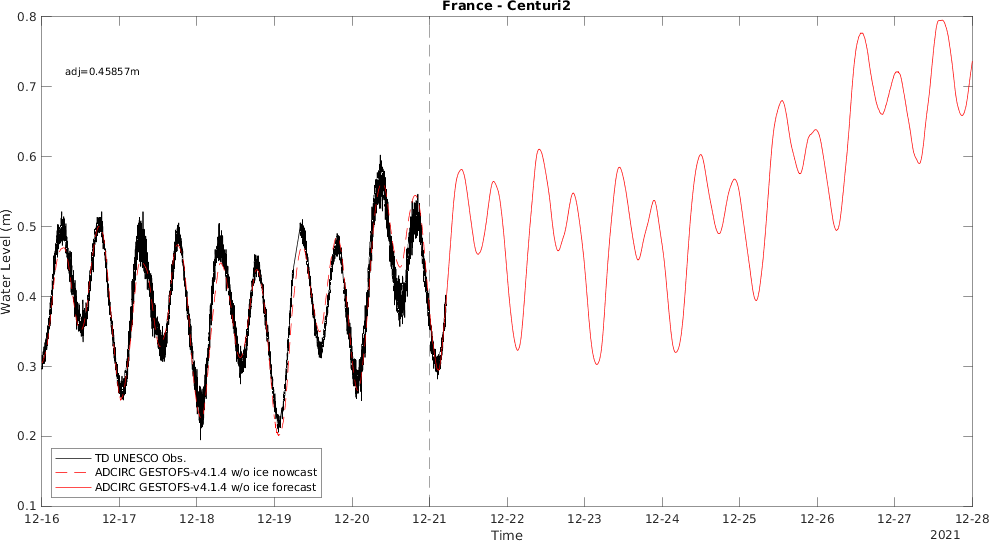 France - Centuri2
adj=0.45857m
0.8
0.7
0.6
0.5
0.4
0.3
0.2
0.1
Water Level (m)
TD UNESCO Obs.
ADCIRC GESTOFS-v4.1.4 w/o ice nowcast
ADCIRC GESTOFS-v4.1.4 w/o ice forecast
12-16 12-17 12-18 12-19 12-20 12-21 12-22 12-23 12-24 12-25 12-26 12-27 12-28
Time
2021